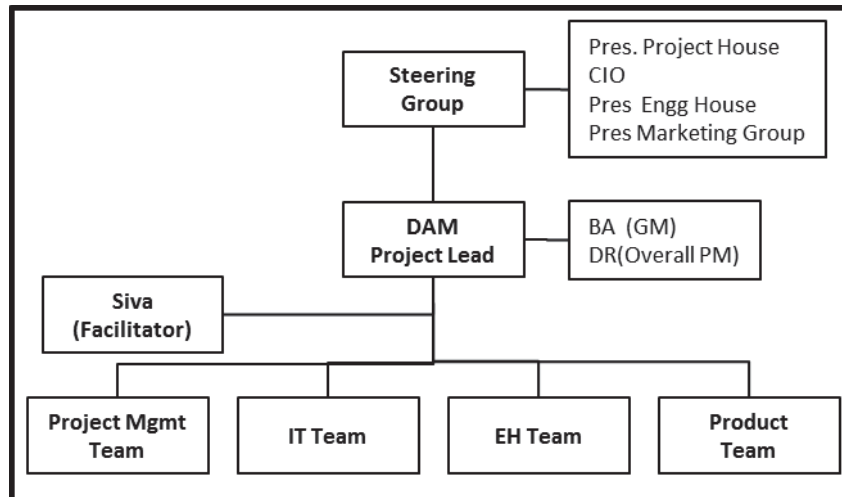 Steering
Group
Pres. Project House
CIO
Pres Engg House
Pres Marketing Group
DAM
Project Lead
BA (GM)
DR(Overall PM)
Siva
(Facilitator)
Project Mgmt
Team
IT Team
EH Team
Product
Team